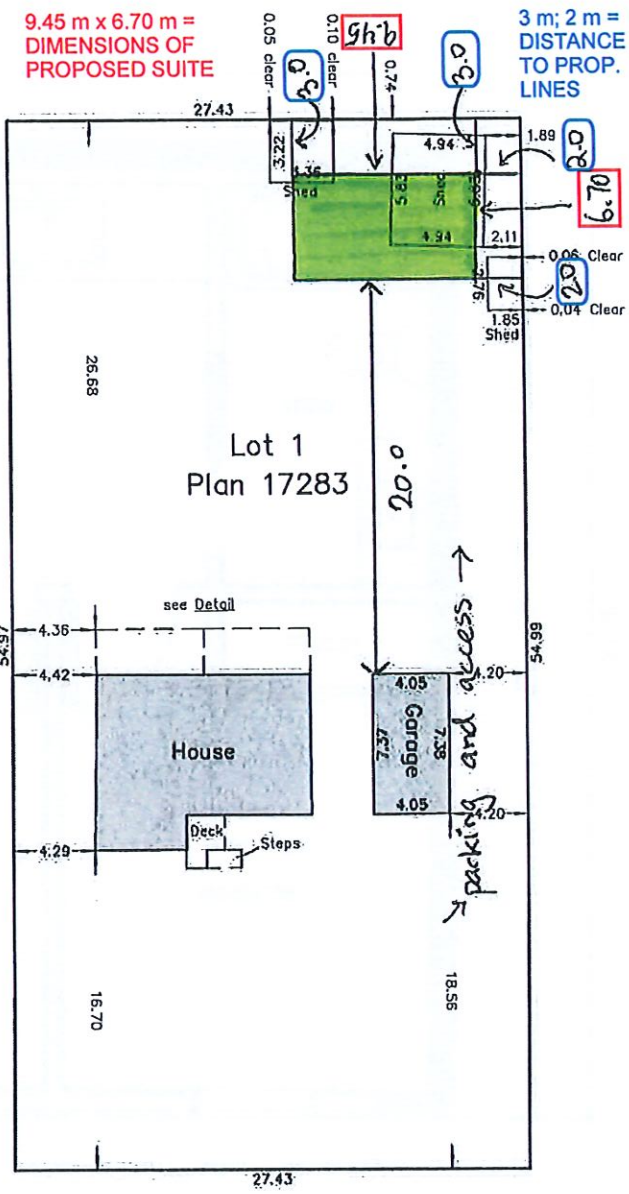 9.45 m x 6.70 m =
DIMENSIONS OF
PROPOSED SUITE
3 m; 2 m =
DISTANCE
TO PROP.
LINES
0.05 clear
3.0
0.10 clear
9.45
0.74
3.0
27.43
3.22
1.36
Shed
4.94
1.89
2.0
5.83
Shed
6.70
4.94
2.11
0.06 Clear
2.76
2.0
0.04 Clear
1.85
Shed
26.68
Lot 1
Plan 17283
20.0
see Detail
4.36
4.42
54.97
54.99
4.20
4.05
House
7.37
Garage
7.38
parking and access
4.05
4.20
Deck
Steps
4.29
16.70
18.56
27.43